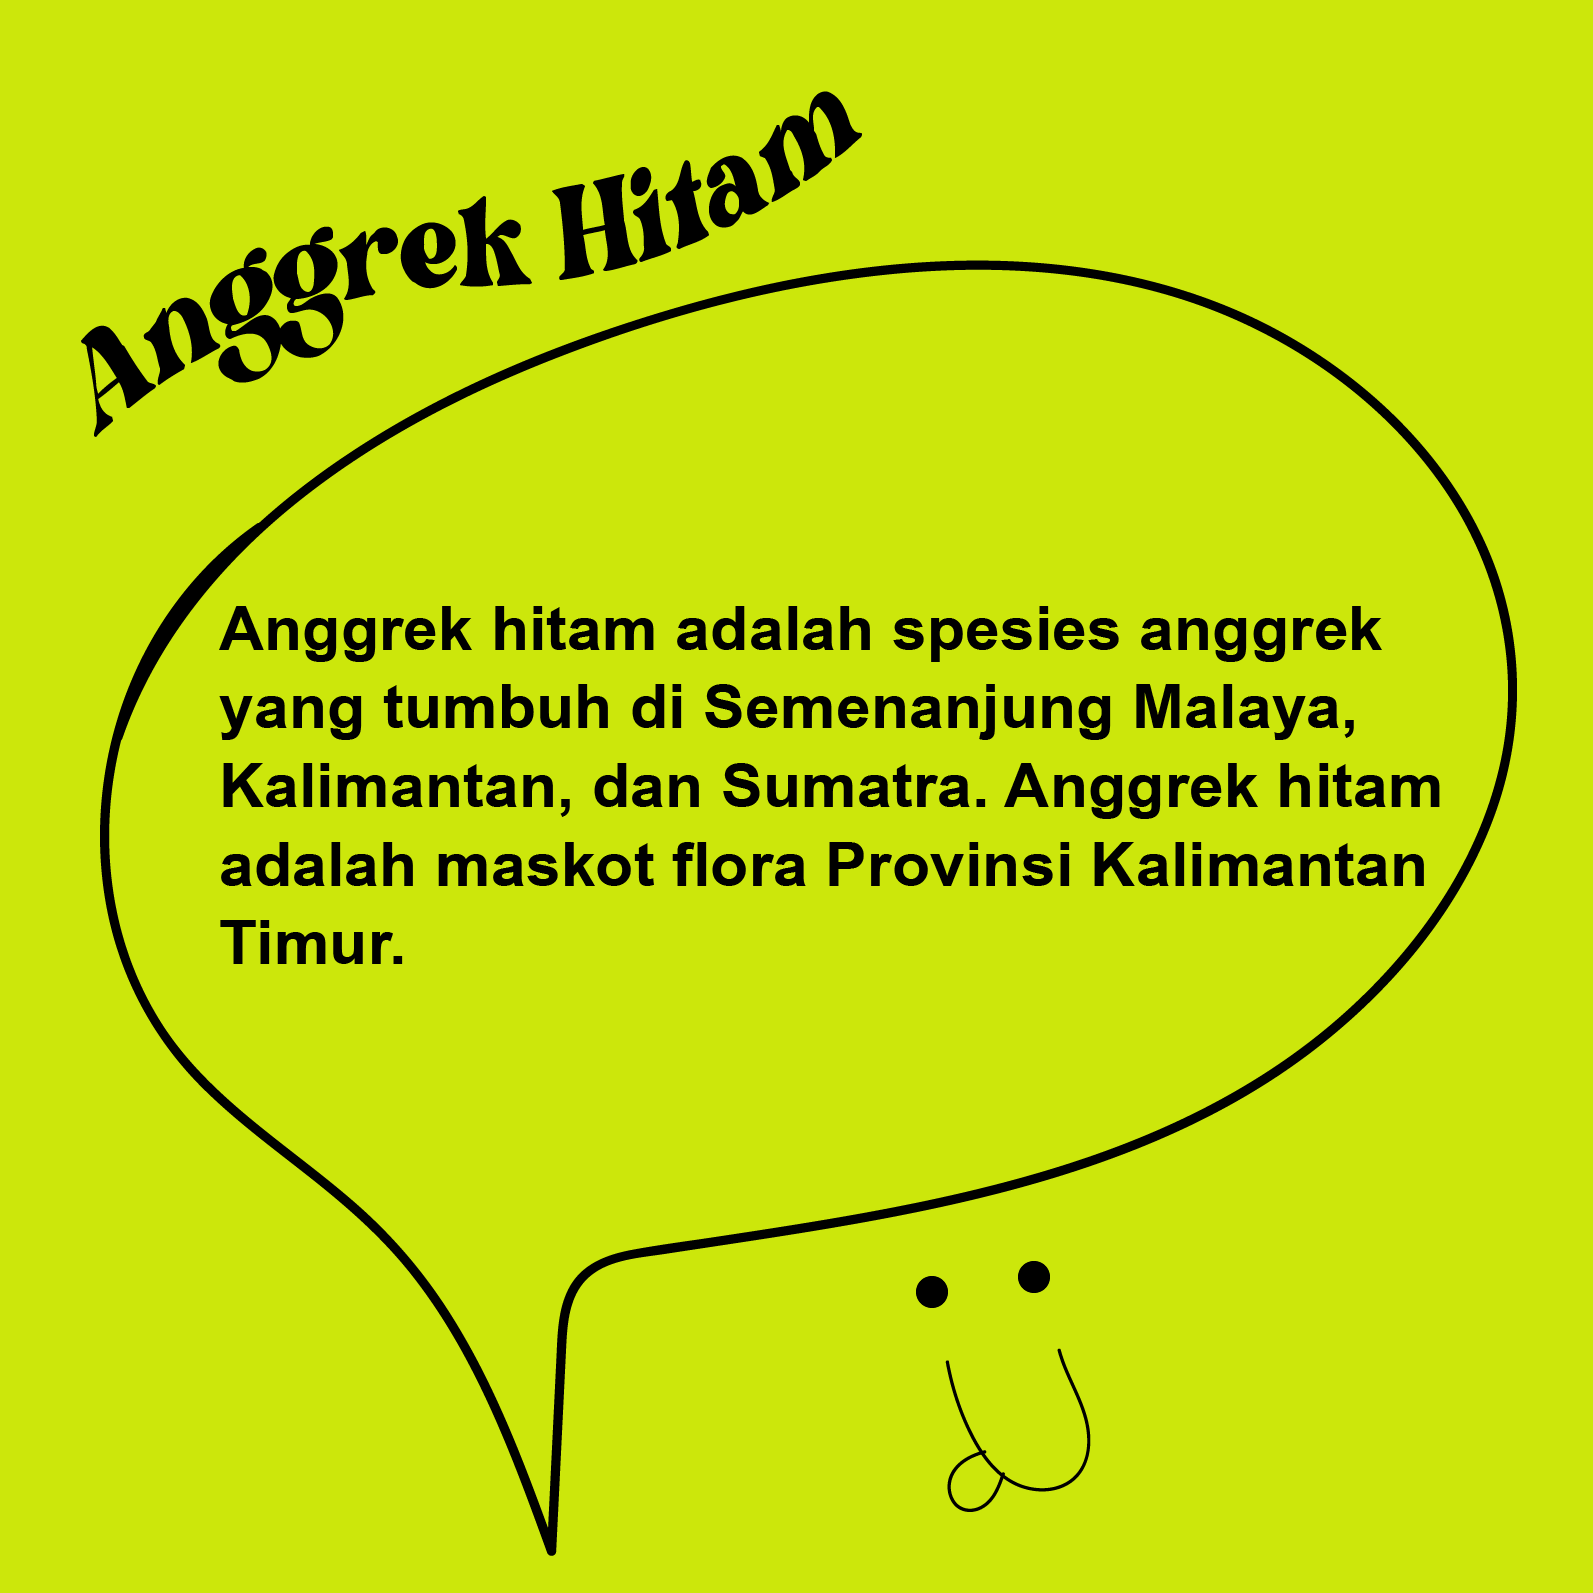 Anggrek Hitam
Anggrek hitam adalah spesies anggrek
yang tumbuh di Semenanjung Malaya,
Kalimantan, dan Sumatra. Anggrek hitam
adalah maskot flora Provinsi Kalimantan
Timur.